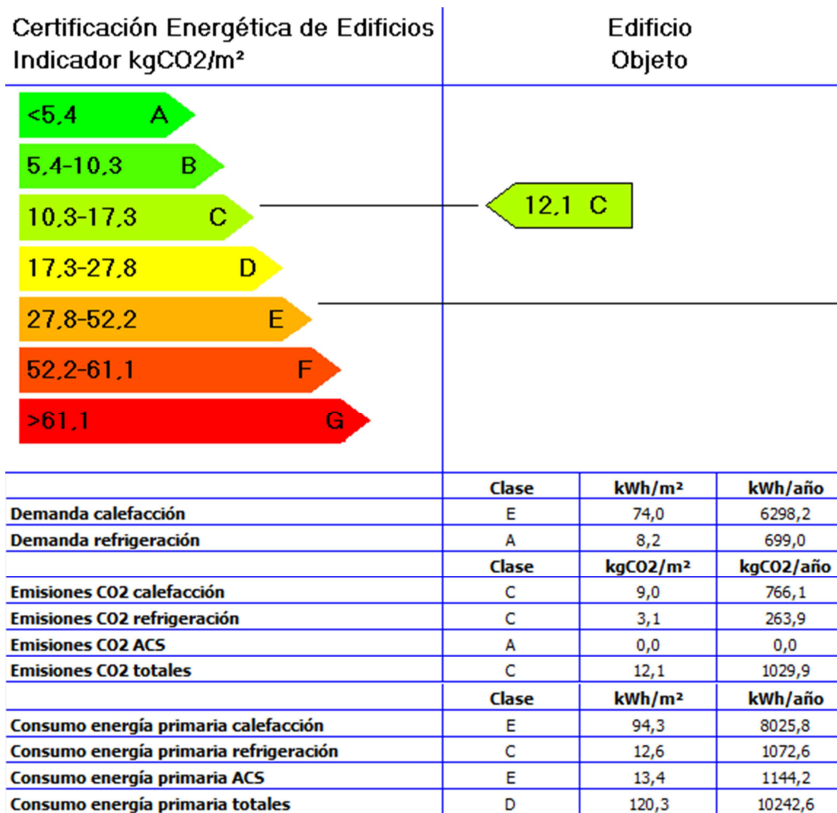 Certificación Energética de Edificios
Indicador kgCO2/m²
Edificio
Objeto
<5,4 A
5,4-10,3 B
10,3-17,3 C
12,1 C
17,3-27,8 D
27,8-52,2 E
52,2-61,1 F
>61,1 G
Clase kWh/m² kWh/año
Demanda calefacción E 74,0 6298,2
Demanda refrigeración A 8,2 699,0
Clase kgCO2/m² kgCO2/año
Emisiones CO2 calefacción C 9,0 766,1
Emisiones CO2 refrigeración C 3,1 263,9
Emisiones CO2 ACS A 0,0 0,0
Emisiones CO2 totales C 12,1 1029,9
Clase kWh/m² kWh/año
Consumo energía primaria calefacción E 94,3 8025,8
Consumo energía primaria refrigeración C 12,6 1072,6
Consumo energía primaria ACS E 13,4 1144,2
Consumo energía primaria totales D 120,3 10242,6